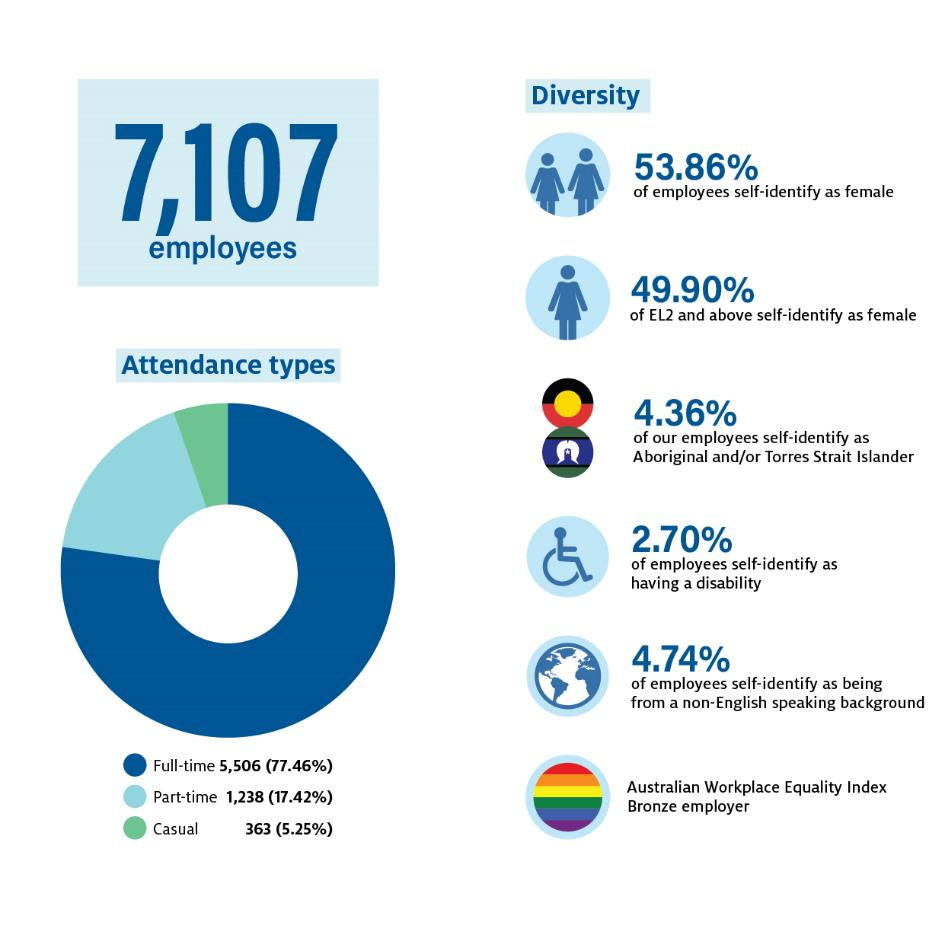 7,107
employees
Attendance types
Full-time 5,506 (77.46%)
Part-time 1,238 (17.42%)
Casual 363 (5.25%)
Diversity
53.86%
of employees self-identify as female
49.90%
of EL2 and above self-identify as female
4.36%
of our employees self-identify as
Aboriginal and/or Torres Strait Islander
2.70%
of employees self-identify as
having a disability
4.74%
of employees self-identify as being
from a non-English speaking background
Australian Workplace Equality Index
Bronze employer